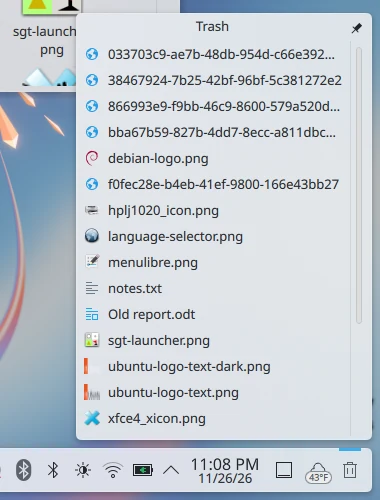 sgt-launch
png
Trash
033703c9-ae7b-48db-954d-c66e392...
38467924-7b25-42bf-96bf-5c381272e2
866993e9-f9bb-46c9-8600-579a520d...
bba67b59-827b-4dd7-8ecc-a811dbc...
debian-logo.png
f0fec28e-b4eb-41ef-9800-166e43bb27
hplj1020_icon.png
language-selector.png
menulibre.png
notes.txt
Old report.odt
sgt-launcher.png
ubuntu-logo-text-dark.png
ubuntu-logo-text.png
xfce4_xicon.png
11:08 PM
11/26/26
43°F